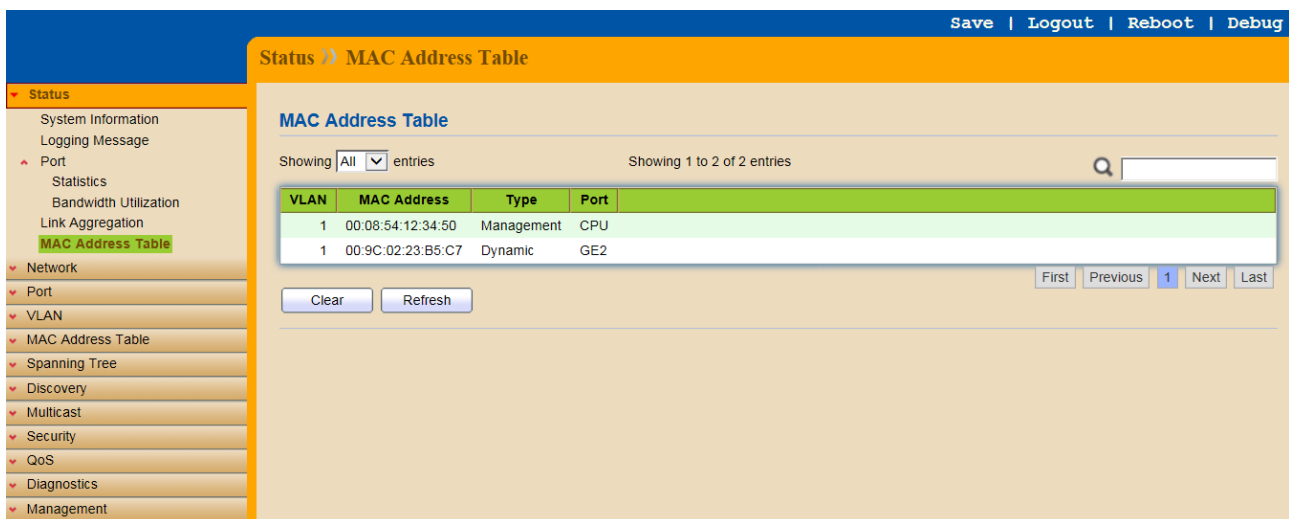 Save | Logout | Reboot | Debug
Status » MAC Address Table
Status
System Information
Logging Message
Port
Statistics
Bandwidth Utilization
Link Aggregation
MAC Address Table
Network
Port
VLAN
MAC Address Table
Spanning Tree
Discovery
Multicast
Security
QoS
Diagnostics
Management
MAC Address Table
Showing All entries Showing 1 to 2 of 2 entries
VLAN MAC Address Type Port
1 00:08:54:12:34:50 Management CPU
1 00:9C:02:23:B5:C7 Dynamic GE2
First Previous 1 Next Last
Clear Refresh